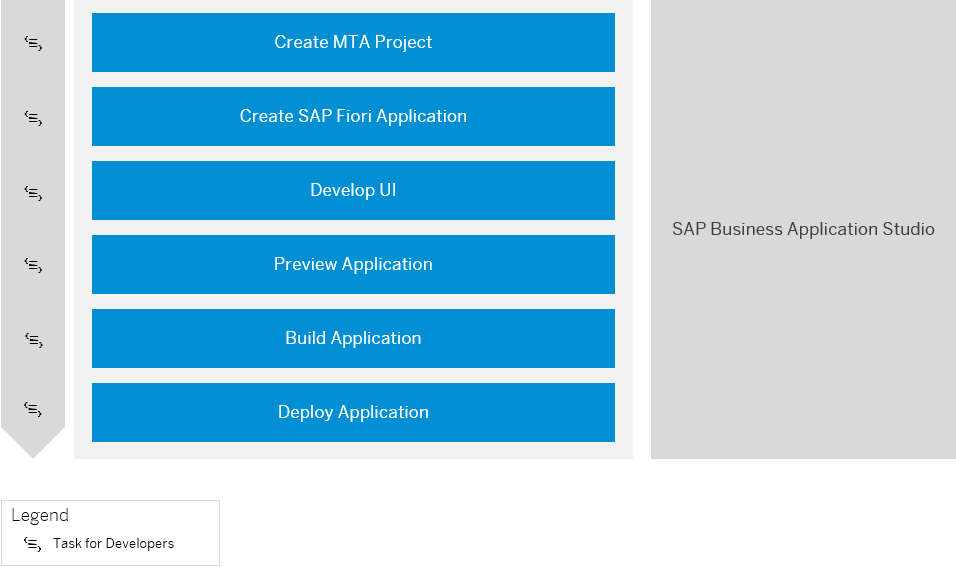 Create MTA Project
Create SAP Fiori Application
Develop UI
Preview Application
Build Application
Deploy Application
SAP Business Application Studio
Legend
Task for Developers